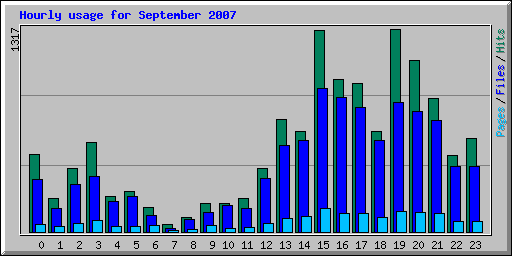 Hourly usage for September 2007
1317
Pages/Files/Hits
0 1 2 3 4 5 6 7 8 9 10 11 12 13 14 15 16 17 18 19 20 21 22 23